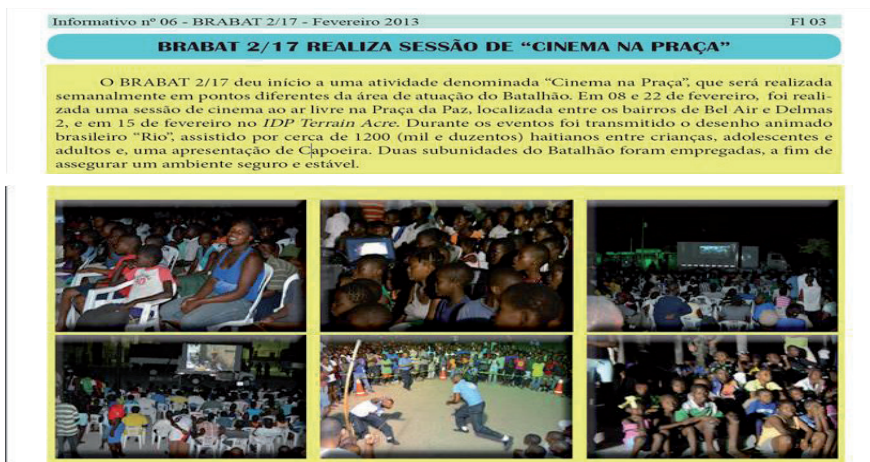 Informativo nº 06 - BRABAT 2/17 - Fevereiro 2013 Fl 03
BRABAT 2/17 REALIZA SESSÃO DE “CINEMA NA PRAÇA”
O BRABAT 2/17 deu início a uma atividade denominada “Cinema na Praça”, que será realizada
semanalmente em pontos diferentes da área de atuação do Batalhão. Em 08 e 22 de fevereiro, foi reali-
zada uma sessão de cinema ao ar livre na Praça da Paz, localizada entre os bairros de Bel Air e Delmas
2, e em 15 de fevereiro no IDP Terrain Acre. Durante os eventos foi transmitido o desenho animado
brasileiro “Rio”, assistido por cerca de 1200 (mil e duzentos) haitianos entre crianças, adolescentes e
adultos e, uma apresentação de Capoeira. Duas subunidades do Batalhão foram empregadas, a fim de
assegurar um ambiente seguro e estável.